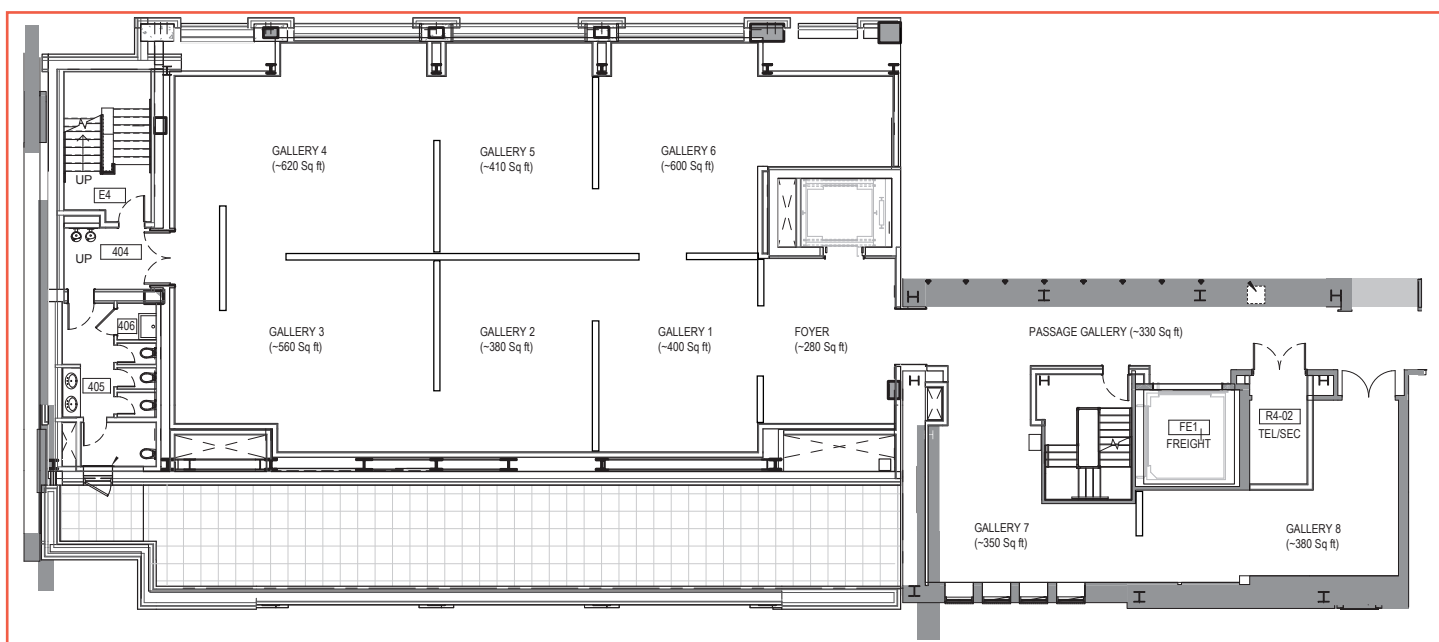 GALLERY 4
(~620 Sq ft)
GALLERY 5
(~410 Sq ft)
GALLERY 6
(~600 Sq ft)
UP
E4
404
UP
406
GALLERY 3
(~560 Sq ft)
GALLERY 2
(~380 Sq ft)
GALLERY 1
(~400 Sq ft)
FOYER
(~280 Sq ft)
PASSAGE GALLERY (~330 Sq ft)
405
FE1
FREIGHT
R4-02
TEL/SEC
GALLERY 7
(~350 Sq ft)
GALLERY 8
(~380 Sq ft)